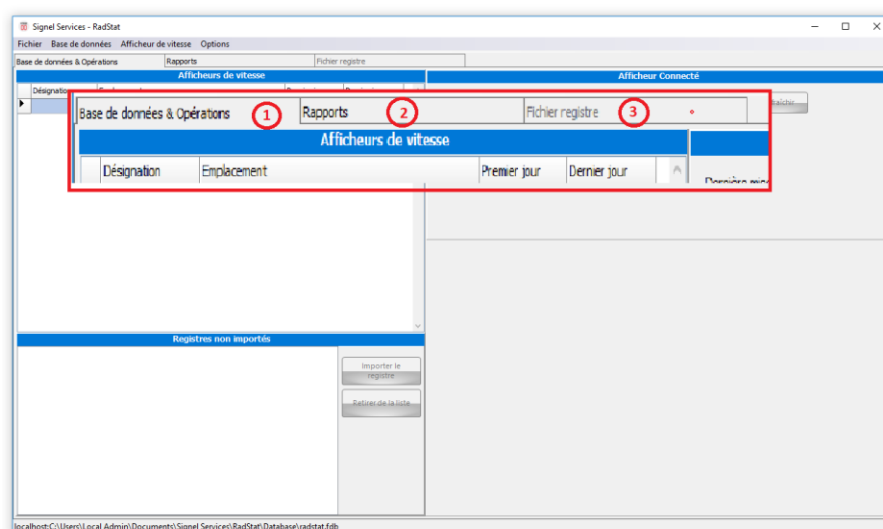 Signel Services - RadStat
Fichier Base de données Afficheur de vitesse Options
Base de données & Opérations Rapports Fichier registre
Afficheurs de vitesse Afficheur Connecté
Désignation
Base de données & Opérations 1 Rapports 2 Fichier registre 3
Afficheurs de vitesse
Désignation Emplacement Premier jour Dernier jour
Dernière
Registres non importés
Importer le
registre
Retirer de la liste
localhost:C:\Users\Local Admin\Documents\Signel Services\RadStat\Database\radstat.fdb